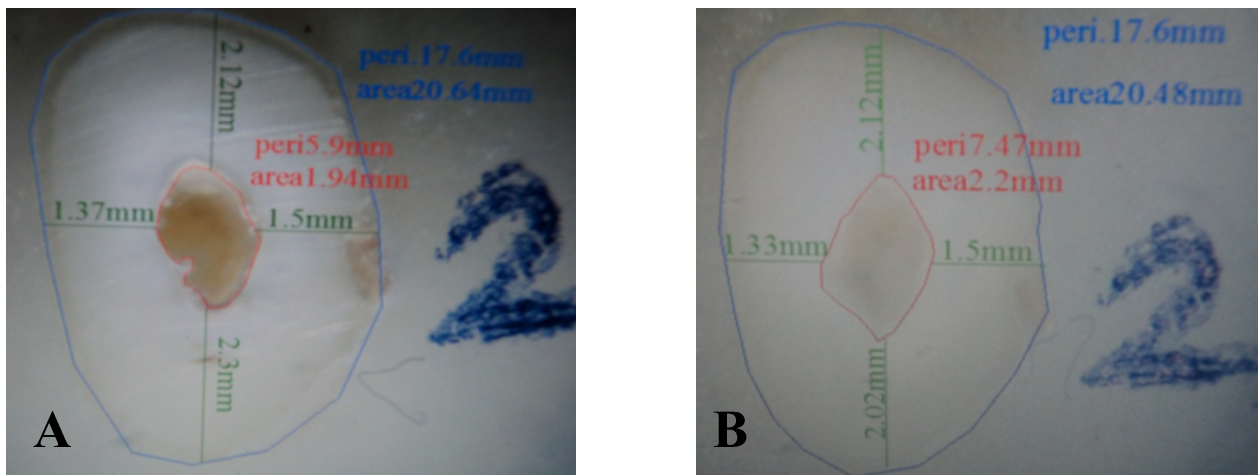 peri.17.6mm
area20.64mm
2.12mm
peri5.9mm
area1.94mm
1.37mm
1.5mm
2.3mm
2
A
peri.17.6mm
area20.48mm
2.12mm
peri7.47mm
area2.2mm
1.33mm
1.5mm
2.02mm
2
B